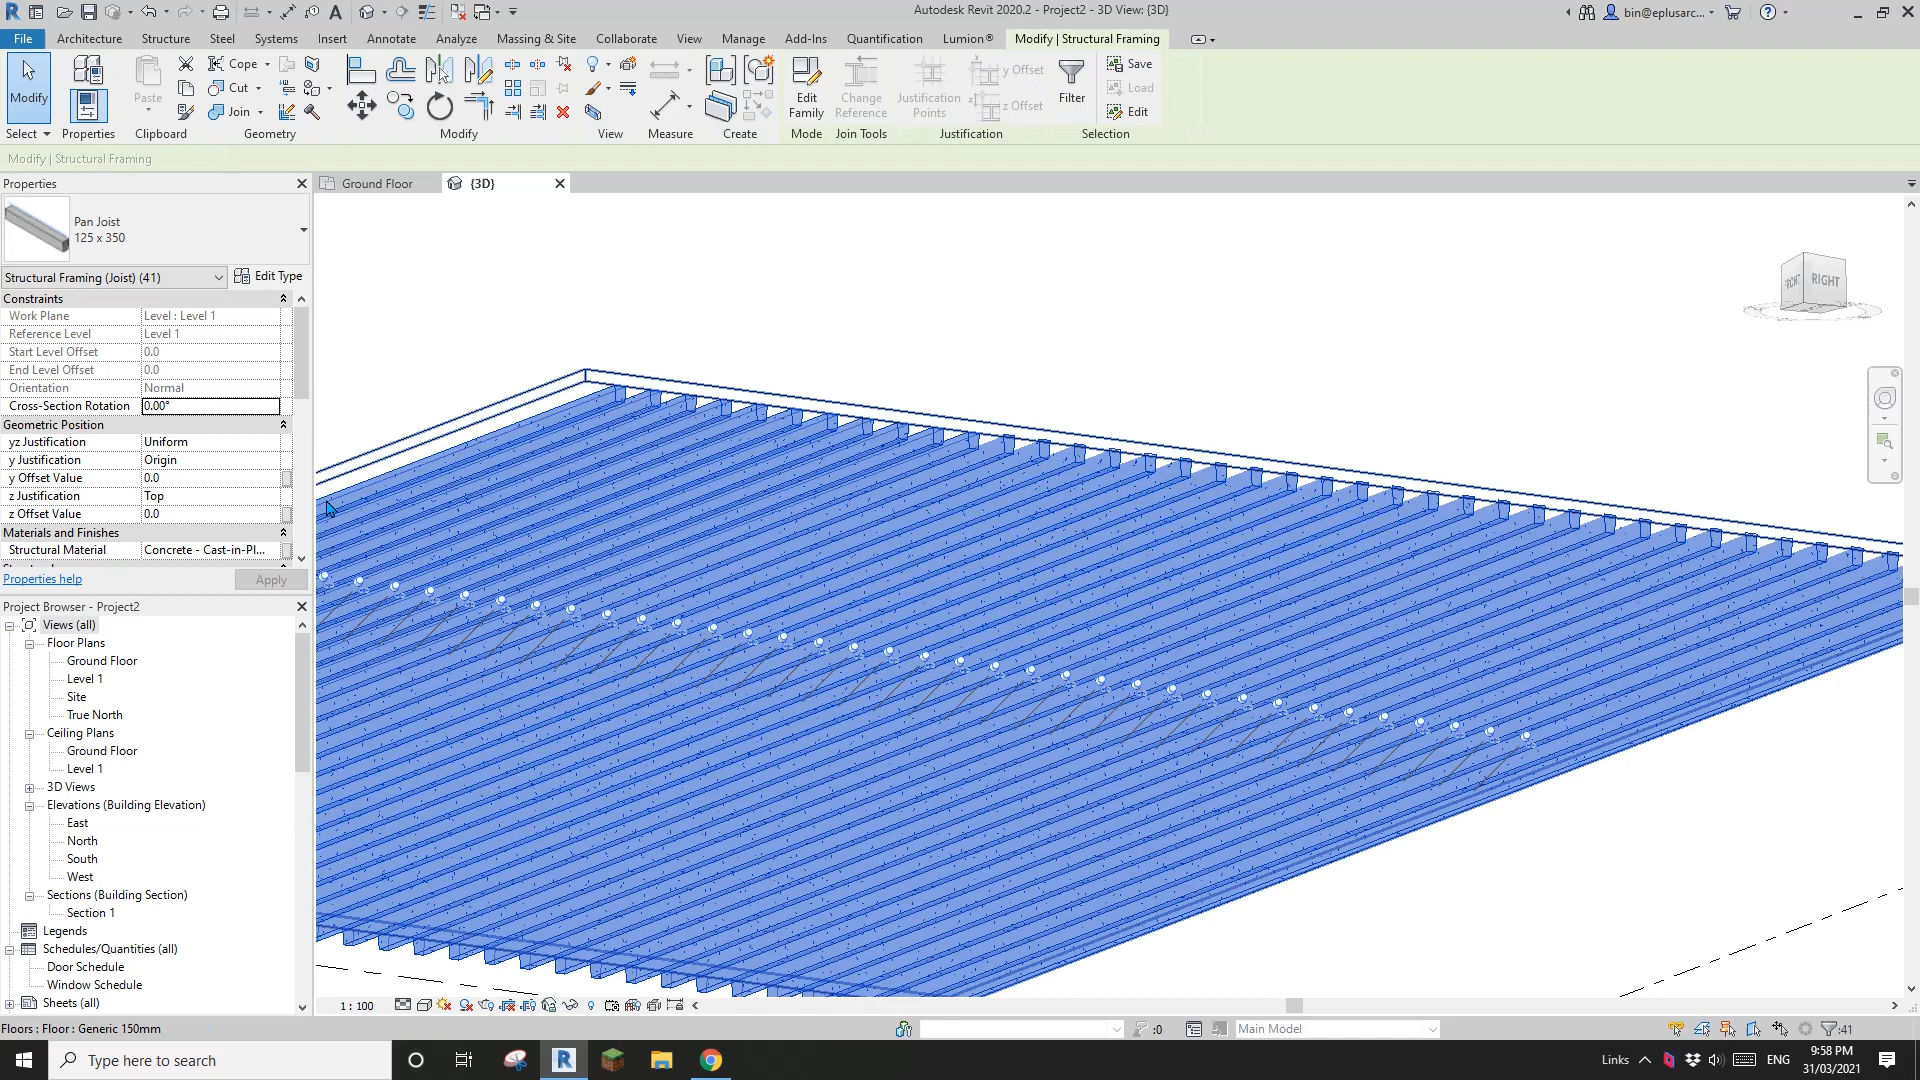 Autodesk Revit 2020.2 - Project2 - 3D View: {3D}
bin@eplusarc...
File Architecture Structure Steel Systems Insert Annotate Analyze Massing & Site Collaborate View Manage Add-Ins Quantification Lumion® Modify | Structural Framing
Modify
Paste
Cope
Cut
Join
Edit Family
Change Reference
Justification Points
y Offset
z Offset
Filter
Save
Load
Edit
Select Properties Clipboard Geometry Modify View Measure Create Mode Join Tools Justification Selection
Modify | Structural Framing
Properties
Ground Floor
{3D}
Pan Joist
125 x 350
Structural Framing (Joist) (41) Edit Type
Constraints
Work Plane Level : Level 1
Reference Level Level 1
Start Level Offset 0.0
End Level Offset 0.0
Orientation Normal
Cross-Section Rotation 0.00°
Geometric Position
yz Justification Uniform
y Justification Origin
y Offset Value 0.0
z Justification Top
z Offset Value 0.0
Materials and Finishes
Structural Material Concrete - Cast-in-Pl...
Properties help Apply
FRONT RIGHT
Project Browser - Project2
Views (all)
Floor Plans
Ground Floor
Level 1
Site
True North
Ceiling Plans
Ground Floor
Level 1
3D Views
Elevations (Building Elevation)
East
North
South
West
Sections (Building Section)
Section 1
Legends
Schedules/Quantities (all)
Door Schedule
Window Schedule
Sheets (all)
1 : 100
Floors : Floor : Generic 150mm
:0
Main Model
:41
Type here to search
Links
ENG
9:58 PM
31/03/2021